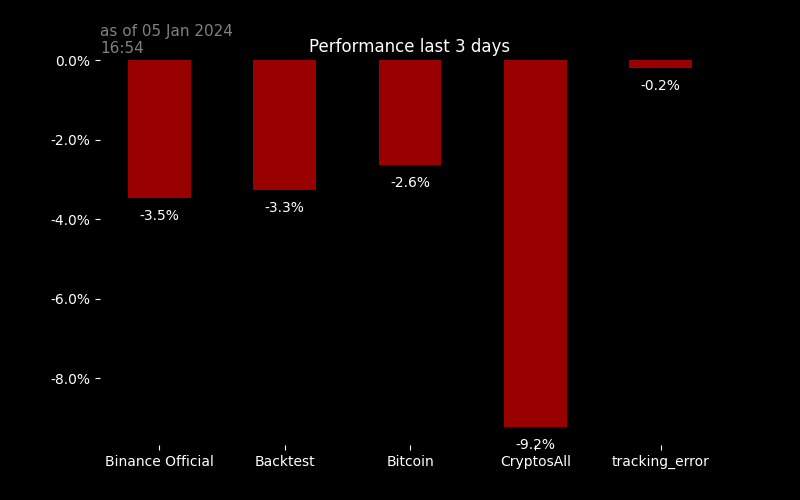 as of 05 Jan 2024
16:54
Performance last 3 days
0.0%
-2.0%
-4.0%
-6.0%
-8.0%
-3.5%
-3.3%
-2.6%
-9.2%
-0.2%
Binance Official
Backtest
Bitcoin
CryptosAll
tracking_error